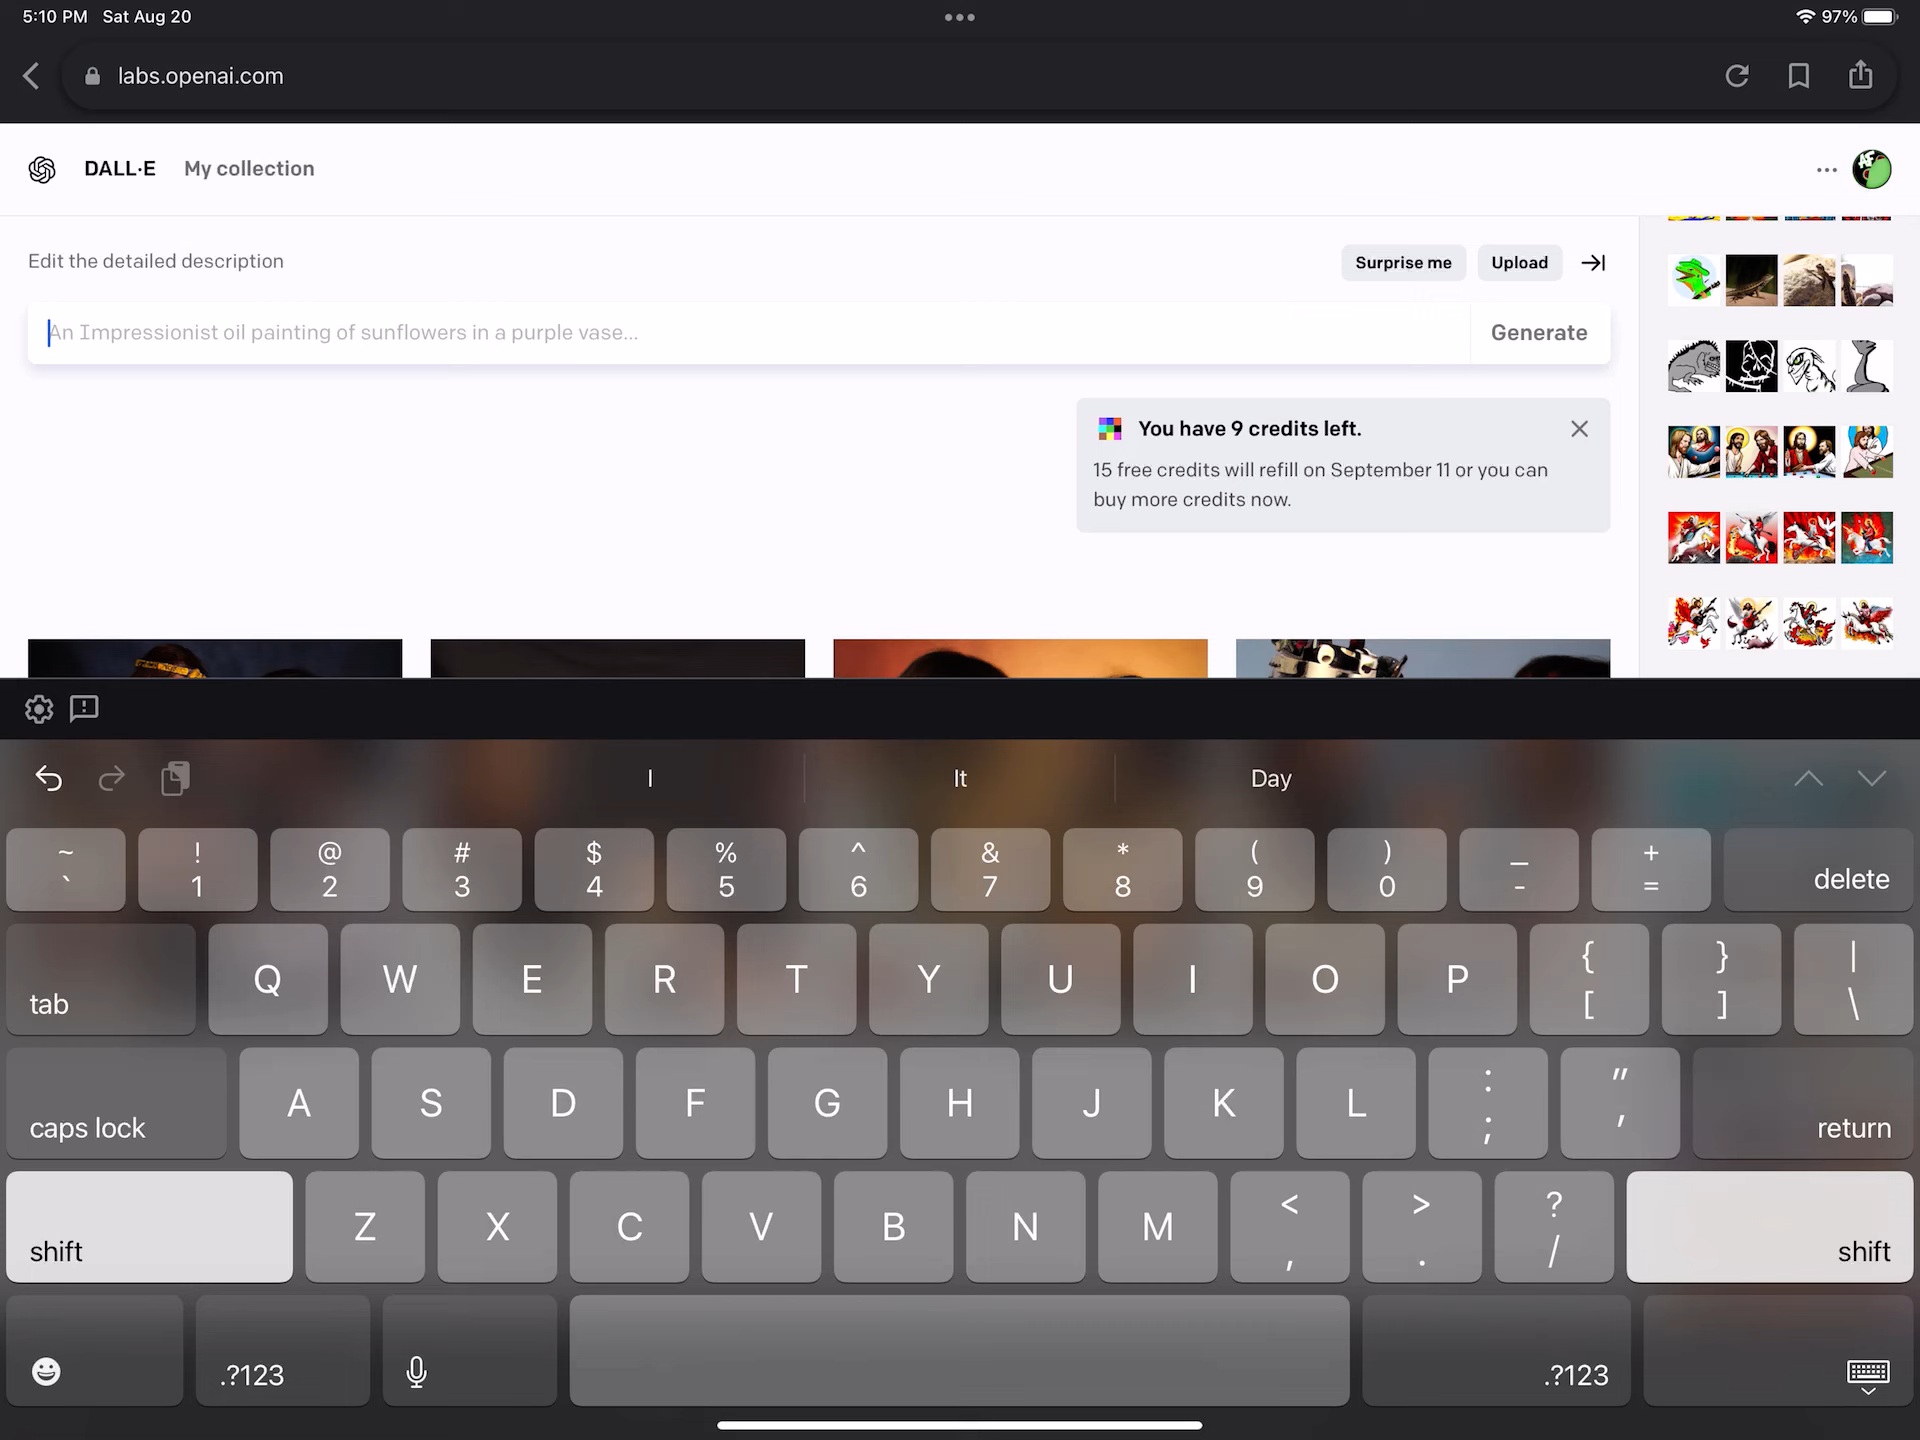 5:10 PM Sat Aug 20
97%
labs.openai.com
DALL·E My collection
Edit the detailed description
Surprise me Upload
An Impressionist oil painting of sunflowers in a purple vase...
Generate
You have 9 credits left.
15 free credits will refill on September 11 or you can
buy more credits now.
I It Day
~ ! @ # $ % ^ & * ( ) _ +
` 1 2 3 4 5 6 7 8 9 0 - = delete
tab Q W E R T Y U I O P { [ } ] | \
caps lock A S D F G H J K L : ; " ' return
shift Z X C V B N M < , > . ? / shift
.?123 .?123